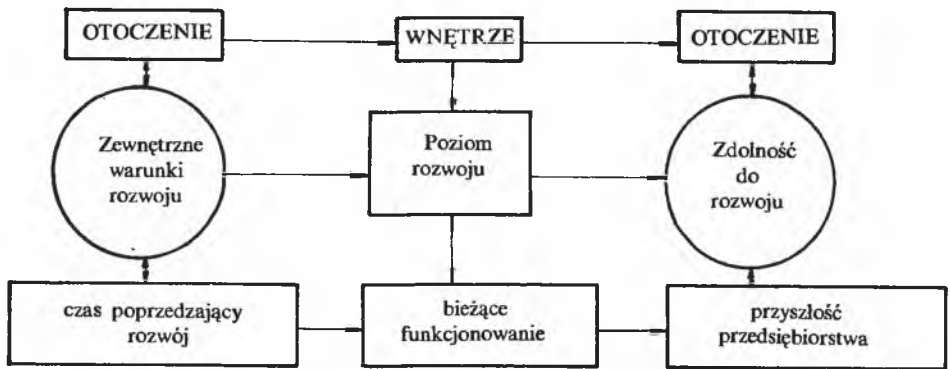 OTOCZENIE
WNĘTRZE
OTOCZENIE
Zewnętrzne
warunki
rozwoju
Poziom
rozwoju
Zdolność
do
rozwoju
czas poprzedzający
rozwój
bieżące
funkcjonowanie
przyszłość
przedsiębiorstwa